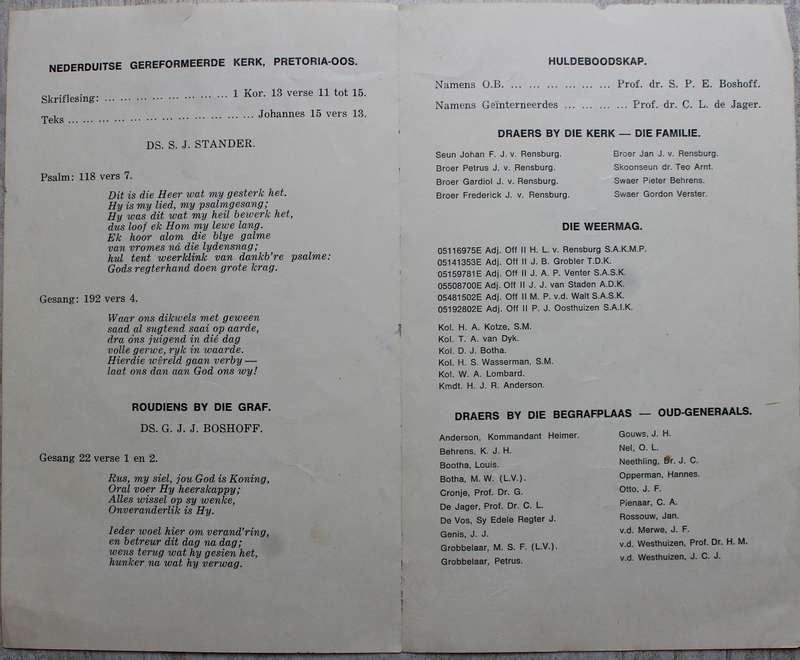 NEDERDUITSE GEREFORMEERDE KERK, PRETORIA-OOS.
Skriflesing: ... ... ... ... ... ... ... ... ... 1 Kor. 13 verse 11 tot 15.
Teks ... ... ... ... ... ... ... ... ... ... ... ... Johannes 15 vers 13.
DS. S. J. STANDER.
Psalm: 118 vers 7.
Dit is die Heer wat my gesterk het.
Hy is my lied, my psalmgesang;
Hy was dit wat my heil bewerk het,
dus loof ek Hom my lewe lang.
Ek hoor alom die blye galme
van vromes ná die lydensnag;
hul tent weerklink van dankb're psalme:
Gods regterhand doen grote krag.
Gesang: 192 vers 4.
Waar ons dikwels met geween
saad al sugtend saai op aarde,
dra óns juigend in dié dag
volle gerwe, ryk in waarde.
Hierdie wêreld gaan verby —
laat ons dan aan God ons wy!
ROUDIENS BY DIE GRAF.
DS. G. J. J. BOSHOFF.
Gesang 22 verse 1 en 2.
Rus, my siel, jou God is Koning,
Oral voer Hy heerskappy;
Alles wissel op sy wenke,
Onveranderlik is Hy.
Ieder woel hier om verand'ring,
en betreur dit dag na dag;
wens terug wat hy gesien het,
hunker na wat hy verwag.
HULDEBOODSKAP.
Namens O.B. ... ... ... ... ... ... ... Prof. dr. S. P. E. Boshoff.
Namens Geïnterneerdes ... ... ... ... Prof. dr. C. L. de Jager.
DRAERS BY DIE KERK — DIE FAMILIE.
Seun Johan F. J. v. Rensburg.
Broer Petrus J. v. Rensburg.
Broer Gardiol J. v. Rensburg.
Broer Frederick J. v. Rensburg.
Broer Jan J. v. Rensburg.
Skoonseun dr. Teo Arnt.
Swaer Pieter Behrens.
Swaer Gordon Verster.
DIE WEERMAG.
05116975E Adj. Off II H. L. v. Rensburg S.A.K.M.P.
05141353E Adj. Off II J. B. Grobler T.D.K.
05159781E Adj. Off II J. A. P. Venter S.A.S.K.
05508700E Adj. Off II J. J. van Staden A.D.K.
05481502E Adj. Off II M. P. v.d. Walt S.A.S.K.
05192802E Adj. Off II P. J. Oosthuizen S.A.I.K.
Kol. H. A. Kotze, S.M.
Kol. T. A. van Dyk.
Kol. D. J. Botha.
Kol. H. S. Wasserman, S.M.
Kol. W. A. Lombard.
Kmdt. H. J. R. Anderson.
DRAERS BY DIE BEGRAFPLAAS — OUD-GENERAALS.
Anderson, Kommandant Heimer.
Behrens, K. J. H.
Bootha, Louis.
Botha, M. W. (L.V.).
Cronje, Prof. Dr. G.
De Jager, Prof. Dr. C. L.
De Vos, Sy Edele Regter J.
Genis, J. J.
Grobbelaar, M. S. F. (L.V.).
Grobbelaar, Petrus.
Gouws, J. H.
Nel, O. L.
Neethling, Dr. J. C.
Opperman, Hannes.
Otto, J. F.
Pienaar, C. A.
Rossouw, Jan.
v.d. Merwe, J. F.
v.d. Westhuizen, Prof. Dr. H. M.
v.d. Westhuizen, J. C. J.